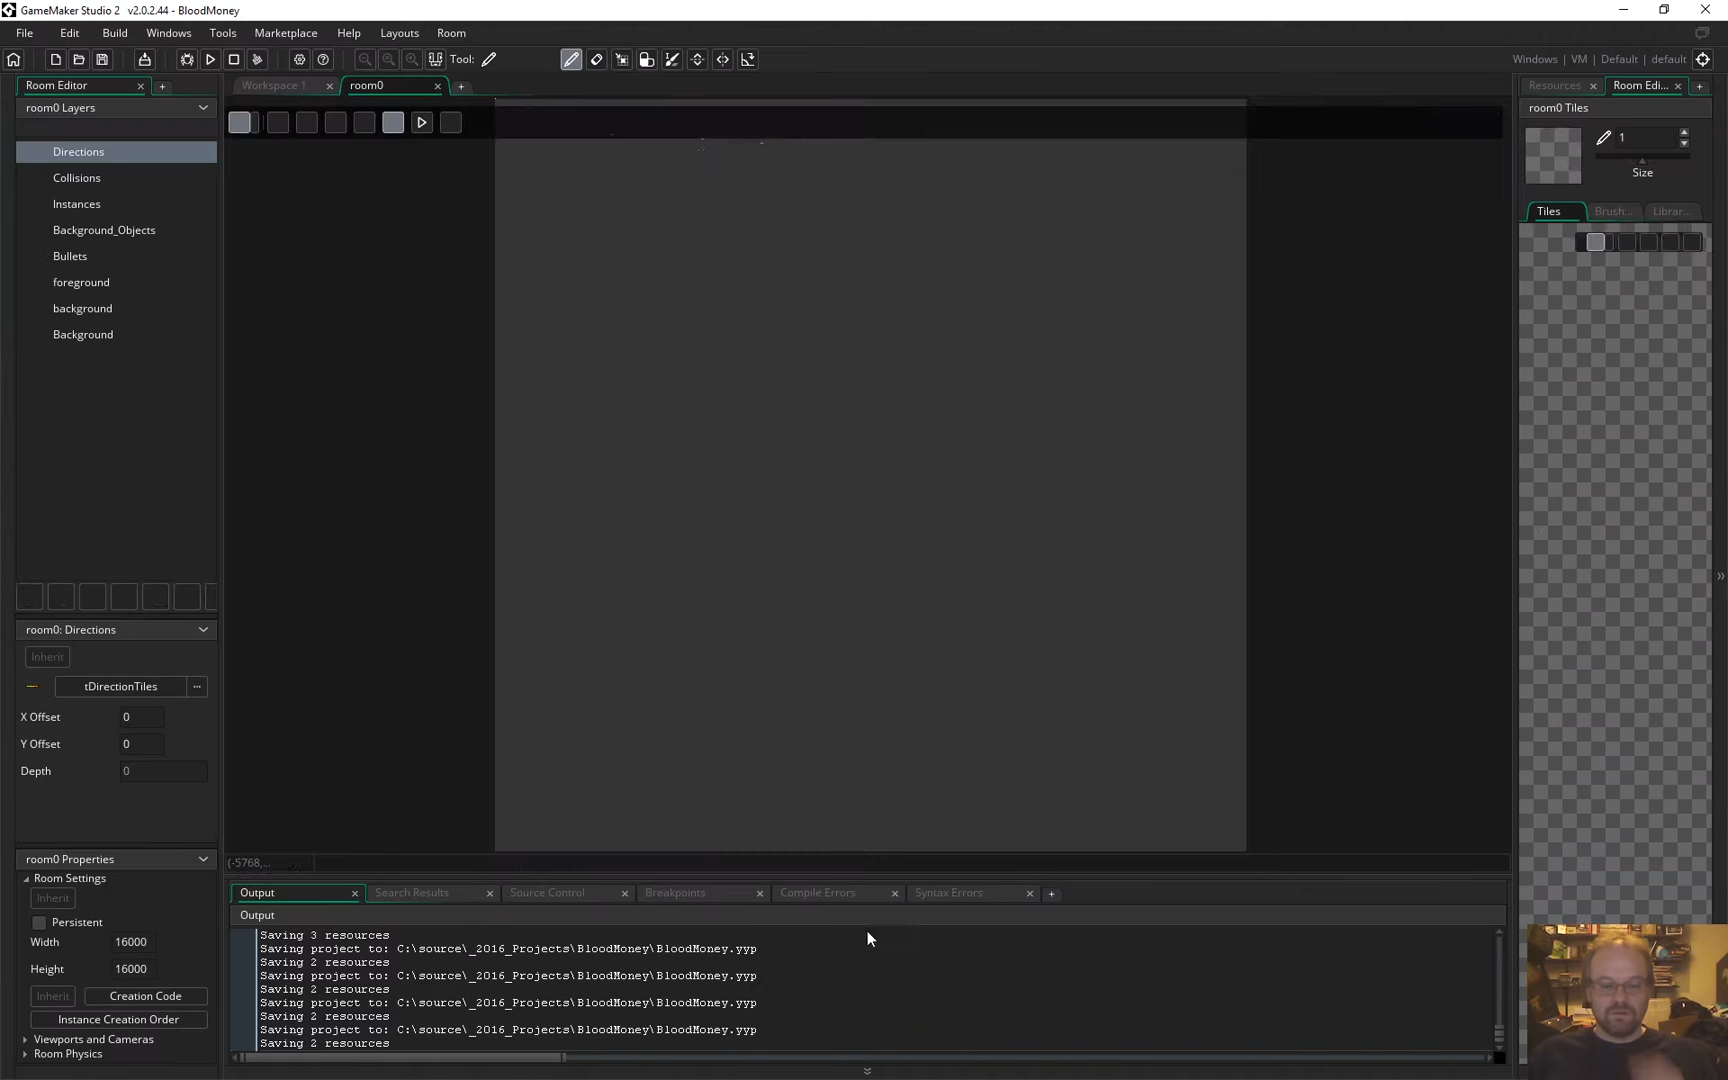 GameMaker Studio 2 v2.0.2.44 - BloodMoney
File Edit Build Windows Tools Marketplace Help Layouts Room
Tool:
Windows | VM | Default | default
Room Editor
Workspace 1
room0
Resources
Room Edi...
room0 Layers
room0 Tiles
1
Size
Directions
Collisions
Instances
Background_Objects
Bullets
foreground
background
Background
Tiles
Brush...
Librar...
room0: Directions
Inherit
tDirectionTiles
...
X Offset 0
Y Offset 0
Depth 0
room0 Properties
Room Settings
Inherit
Persistent
Width 16000
Height 16000
Inherit Creation Code
Instance Creation Order
Viewports and Cameras
Room Physics
(-5768,...
Output
Search Results
Source Control
Breakpoints
Compile Errors
Syntax Errors
Output
Saving 3 resources
Saving project to: C:\source\_2016_Projects\BloodMoney\BloodMoney.yyp
Saving 2 resources
Saving project to: C:\source\_2016_Projects\BloodMoney\BloodMoney.yyp
Saving 2 resources
Saving project to: C:\source\_2016_Projects\BloodMoney\BloodMoney.yyp
Saving 2 resources
Saving project to: C:\source\_2016_Projects\BloodMoney\BloodMoney.yyp
Saving 2 resources